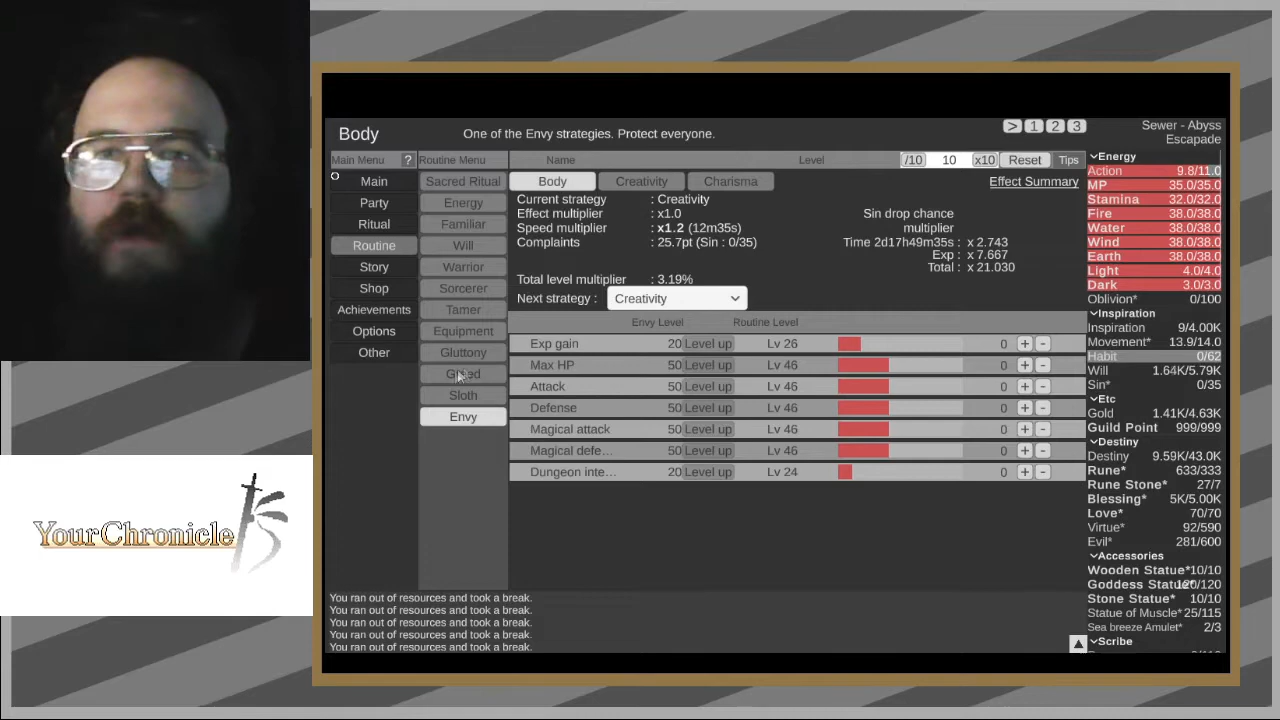 Body
One of the Envy strategies. Protect everyone.
> 1 2 3
Sewer - Abyss
Escapade
Main Menu ? Routine Menu Name Level /10 10 x10 Reset Tips
Main
Party
Ritual
Routine
Story
Shop
Achievements
Options
Other
Sacred Ritual
Energy
Familiar
Will
Warrior
Sorcerer
Tamer
Equipment
Gluttony
Greed
Sloth
Envy
Body Creativity Charisma
Effect Summary
Current strategy : Creativity
Effect multiplier : x1.0
Speed multiplier : x1.2 (12m35s)
Complaints : 25.7pt (Sin : 0/35)
Sin drop chance
multiplier
Time 2d17h49m35s : x 2.743
Exp : x 7.667
Total : x 21.030
Total level multiplier : 3.19%
Next strategy : Creativity
Envy Level Routine Level
Exp gain 20 Level up Lv 26 0 + -
Max HP 50 Level up Lv 46 0 + -
Attack 50 Level up Lv 46 0 + -
Defense 50 Level up Lv 46 0 + -
Magical attack 50 Level up Lv 46 0 + -
Magical defe... 50 Level up Lv 46 0 + -
Dungeon inte... 20 Level up Lv 24 0 + -
Energy
Action 9.8/11.0
MP 35.0/35.0
Stamina 32.0/32.0
Fire 38.0/38.0
Water 38.0/38.0
Wind 38.0/38.0
Earth 38.0/38.0
Light 4.0/4.0
Dark 3.0/3.0
Oblivion* 0/100
Inspiration
Inspiration 9/4.00K
Movement* 13.9/14.0
Habit 0/62
Will 1.64K/5.79K
Sin* 0/35
Etc
Gold 1.41K/4.63K
Guild Point 999/999
Destiny
Destiny 9.59K/43.0K
Rune* 633/333
Rune Stone* 27/7
Blessing* 5K/5.00K
Love* 70/70
Virtue* 92/590
Evil* 281/600
Accessories
Wooden Statue* 10/10
Goddess Statue* 120/120
Stone Statue* 10/10
Statue of Muscle* 25/115
Sea breeze Amulet* 2/3
Scribe
You ran out of resources and took a break.
You ran out of resources and took a break.
You ran out of resources and took a break.
You ran out of resources and took a break.
You ran out of resources and took a break.
YourChronicle